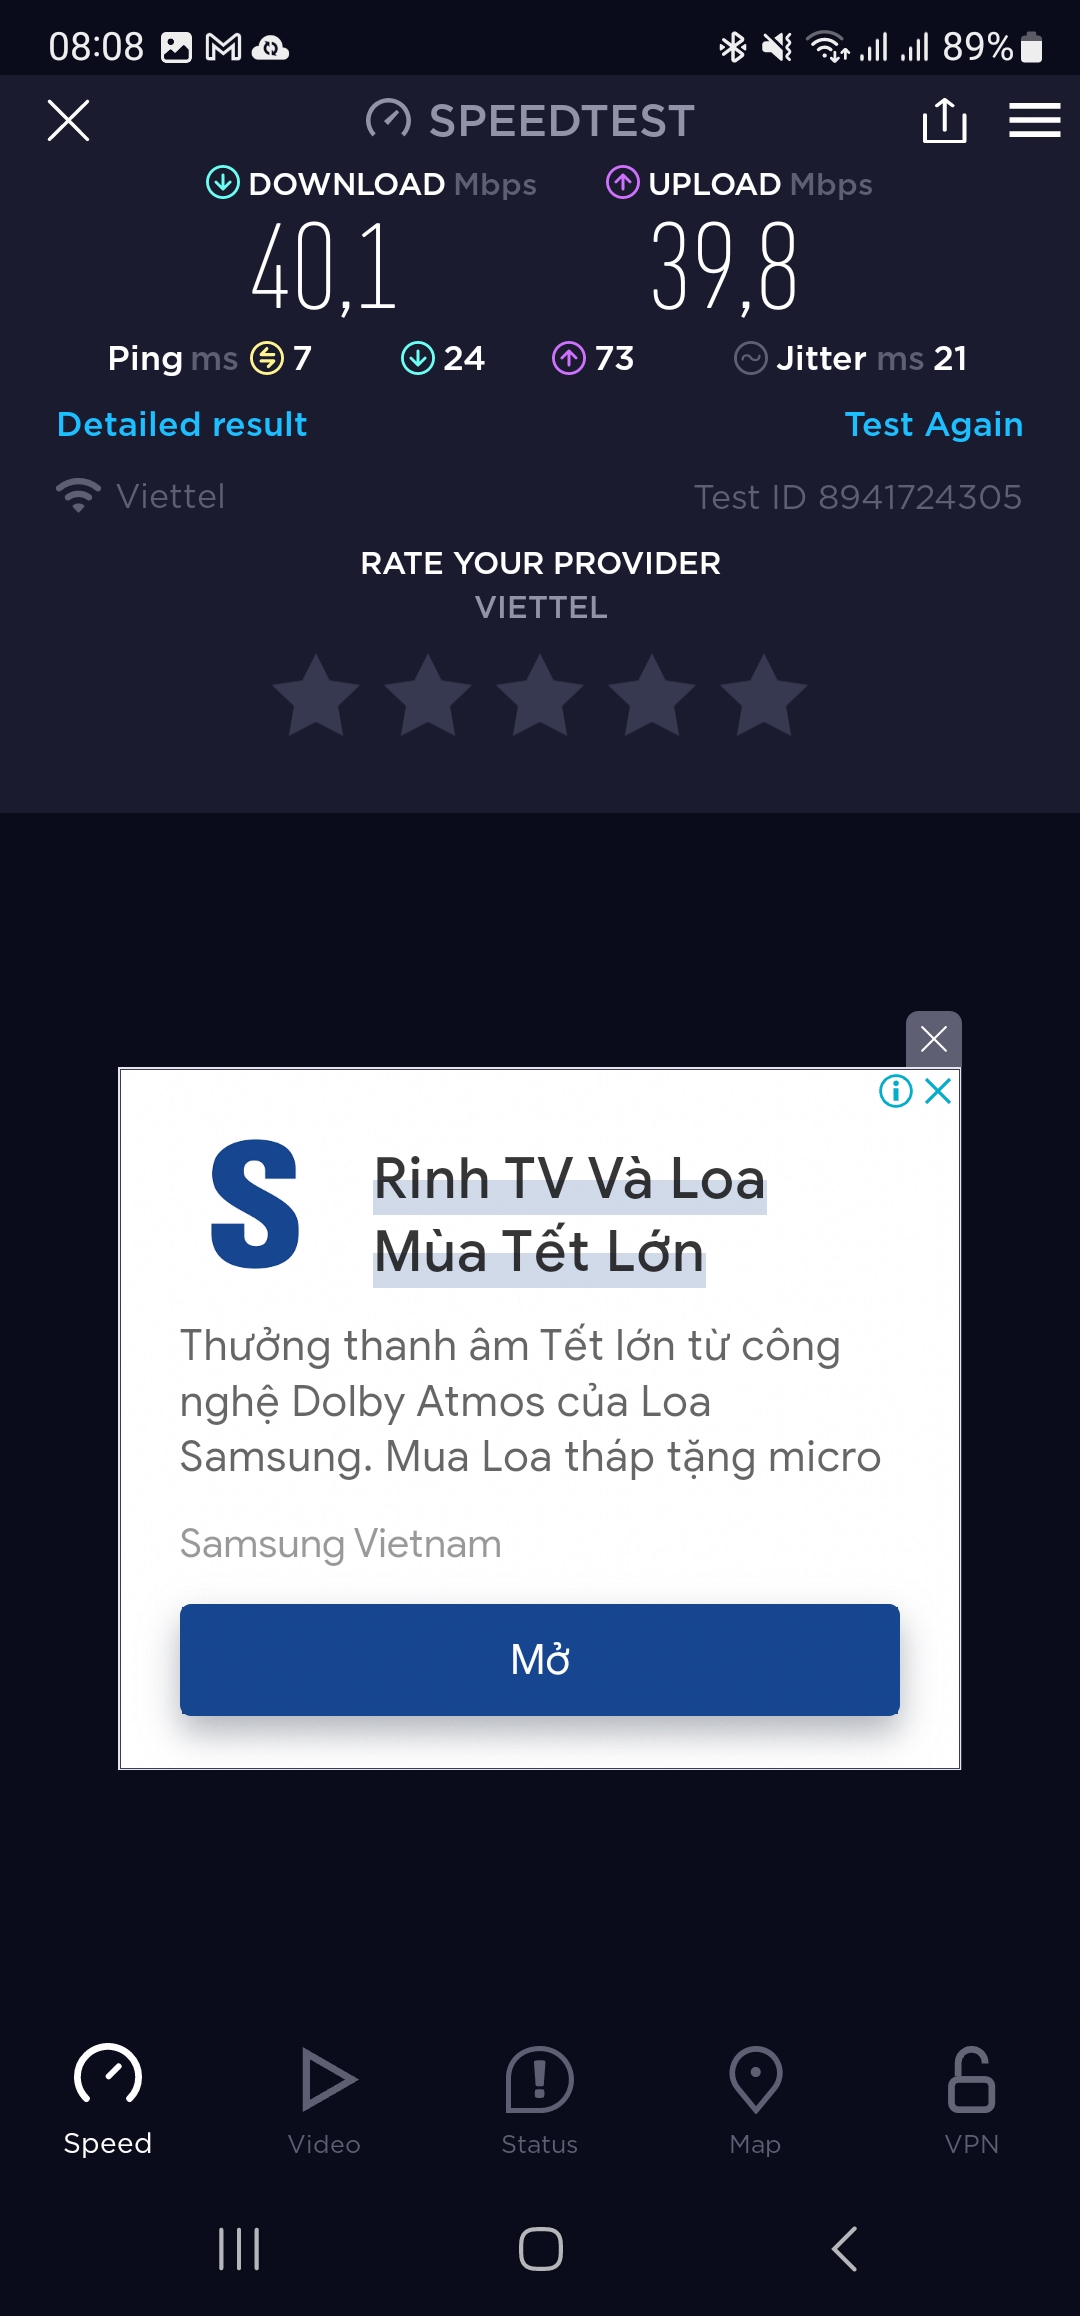 08:08 89%
SPEEDTEST
DOWNLOAD Mbps UPLOAD Mbps
40,1 39,8
Ping ms 7 24 73 Jitter ms 21
Detailed result Test Again
Viettel Test ID 8941724305
RATE YOUR PROVIDER
VIETTEL
S
Rinh TV Và Loa
Mùa Tết Lớn
Thưởng thanh âm Tết lớn từ công
nghệ Dolby Atmos của Loa
Samsung. Mua Loa tháp tặng micro
Samsung Vietnam
Mở
Speed Video Status Map VPN